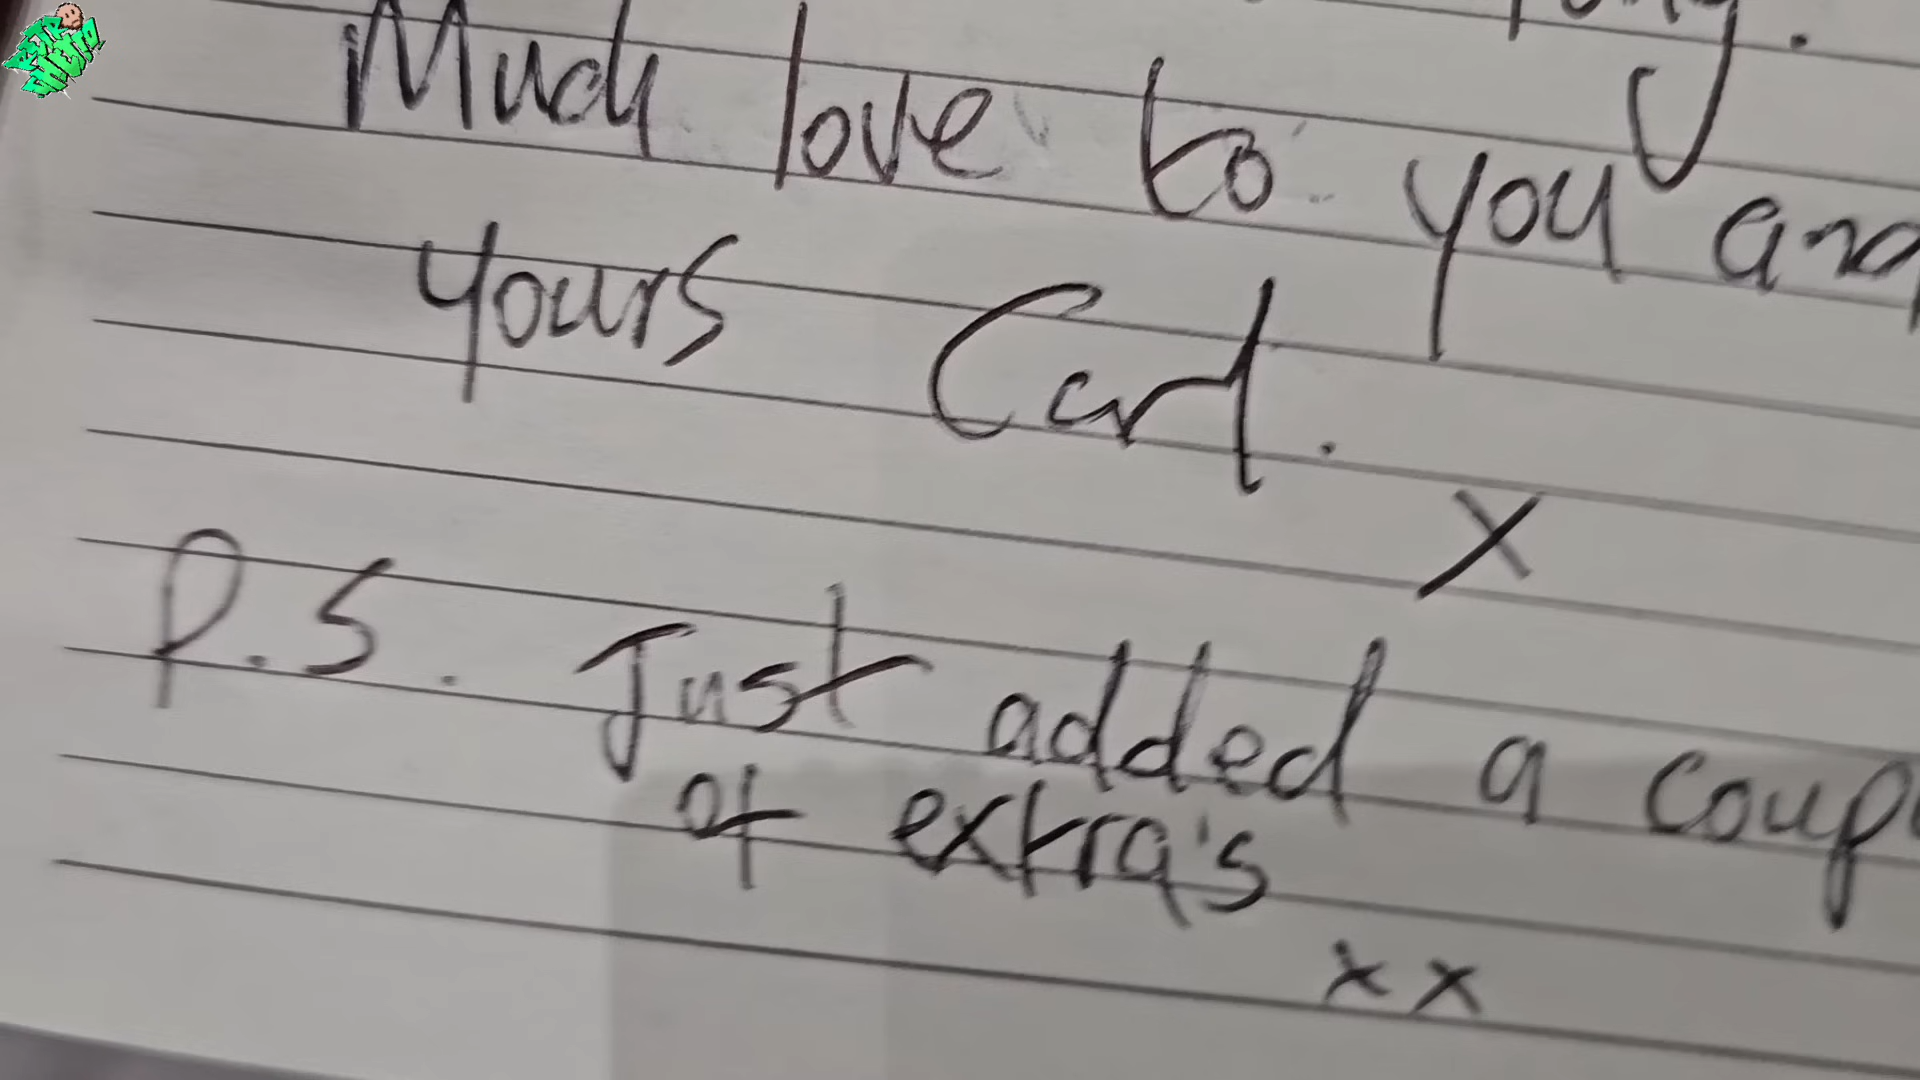 Much love to you and
yours Carl. x
P.S. Just added a coup
of extra's
xx